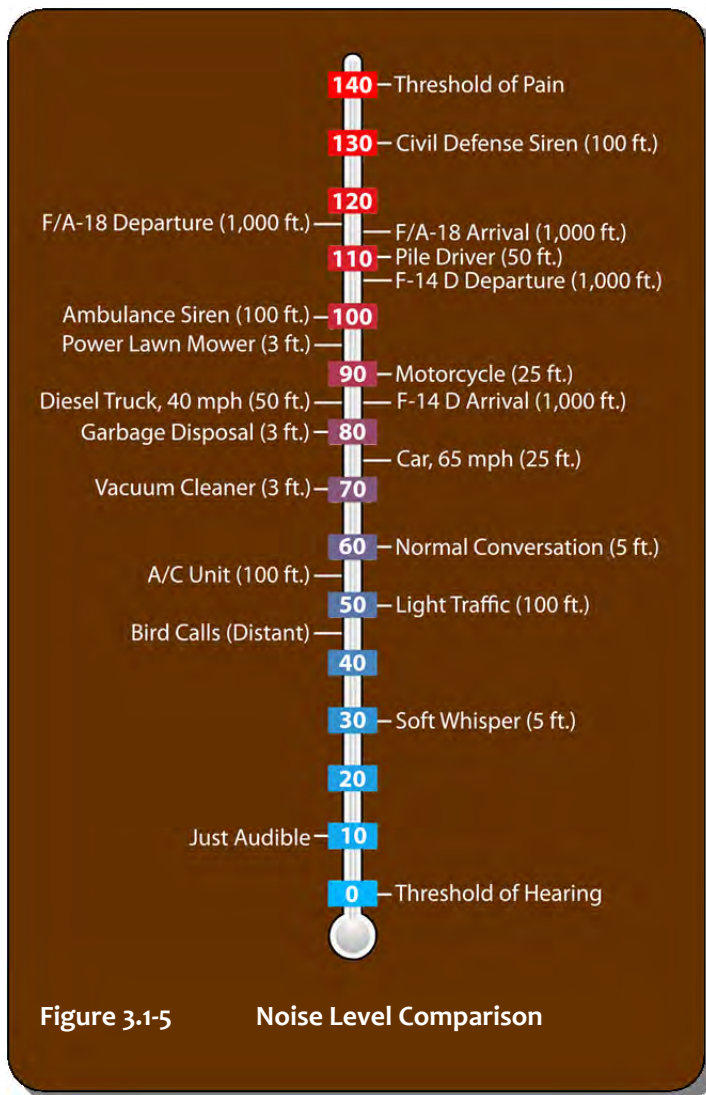 140 Threshold of Pain
130 Civil Defense Siren (100 ft.)
120
F/A-18 Departure (1,000 ft.)
F/A-18 Arrival (1,000 ft.)
110 Pile Driver (50 ft.)
F-14 D Departure (1,000 ft.)
Ambulance Siren (100 ft.) 100
Power Lawn Mower (3 ft.)
90 Motorcycle (25 ft.)
Diesel Truck, 40 mph (50 ft.) F-14 D Arrival (1,000 ft.)
Garbage Disposal (3 ft.) 80
Car, 65 mph (25 ft.)
Vacuum Cleaner (3 ft.) 70
60 Normal Conversation (5 ft.)
A/C Unit (100 ft.)
50 Light Traffic (100 ft.)
Bird Calls (Distant)
40
30 Soft Whisper (5 ft.)
20
Just Audible 10
0 Threshold of Hearing
Figure 3.1-5 Noise Level Comparison